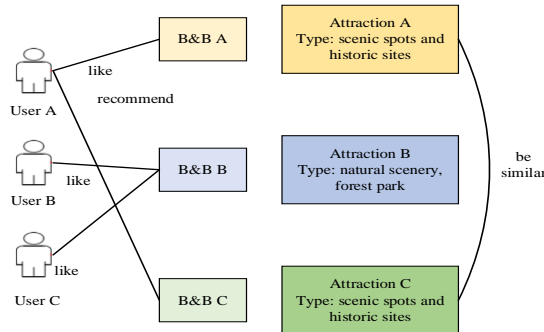 B&B A
Attraction A
Type: scenic spots and
historic sites
like
User A
recommend
B&B B
Attraction B
Type: natural scenery,
forest park
be
similar
like
User B
like
User C
B&B C
Attraction C
Type: scenic spots and
historic sites